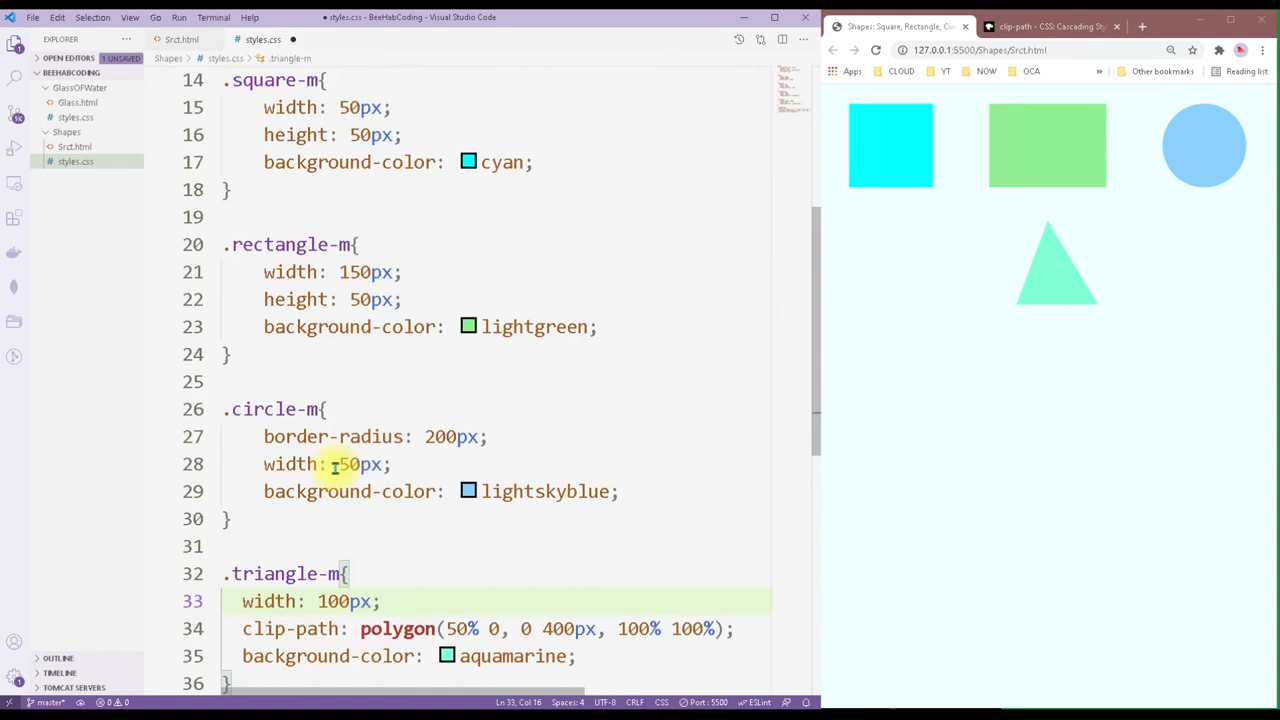 File Edit Selection View Go Run Terminal Help
● styles.css - BeeHabCoding - Visual Studio Code
EXPLORER
OPEN EDITORS 1 UNSAVED
BEEHABCODING
GlassOfWater
Glass.html
styles.css
Shapes
Srct.html
styles.css
OUTLINE
TIMELINE
TOMCAT SERVERS
Srct.html styles.css
Shapes > styles.css > .triangle-m
14 .square-m{
15 width: 50px;
16 height: 50px;
17 background-color: cyan;
18 }
19
20 .rectangle-m{
21 width: 150px;
22 height: 50px;
23 background-color: lightgreen;
24 }
25
26 .circle-m{
27 border-radius: 200px;
28 width: 50px;
29 background-color: lightskyblue;
30 }
31
32 .triangle-m{
33 width: 100px;
34 clip-path: polygon(50% 0, 0 400px, 100% 100%);
35 background-color: aquamarine;
36 }
master* 0 0 Ln 33, Col 16 Spaces: 4 UTF-8 CRLF CSS Port : 5500 ESLint
Shapes: Square, Rectangle, Cir clip-path - CSS: Cascading Sty
127.0.0.1:5500/Shapes/Srct.html
Apps CLOUD YT NOW OCA » Other bookmarks Reading list